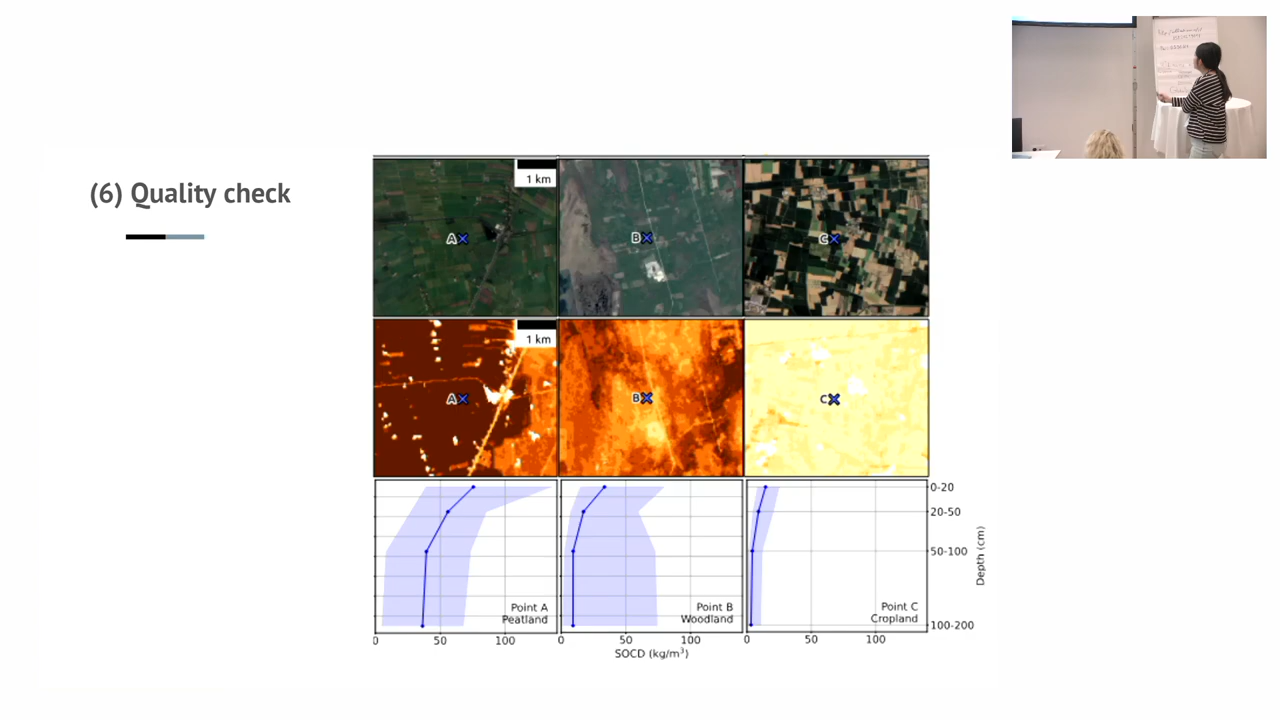 (6) Quality check
1 km
A
B
C
1 km
A
B
C
0-20
20-50
50-100
100-200
Depth (cm)
Point A
Peatland
Point B
Woodland
Point C
Cropland
0
50
100
0
50
100
0
50
100
SOCD (kg/m³)